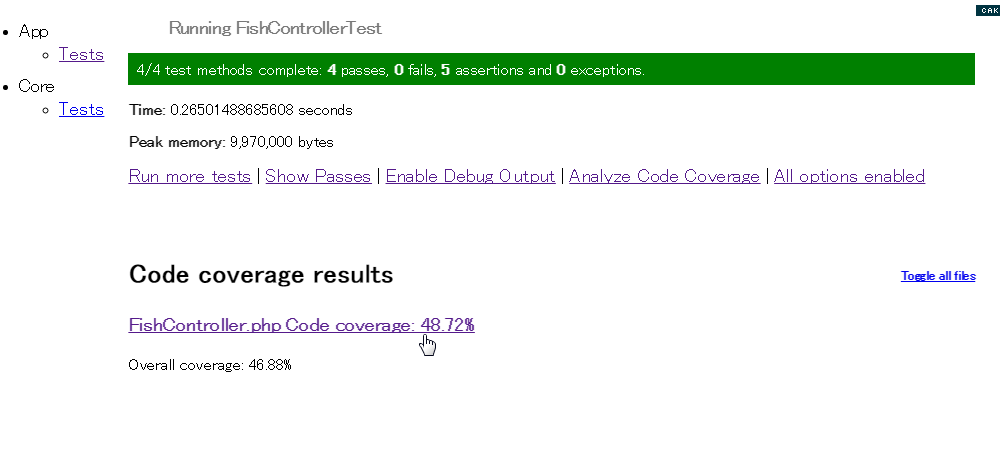 CAK
Running FishControllerTest
App
Tests
Core
Tests
4/4 test methods complete: 4 passes, 0 fails, 5 assertions and 0 exceptions.
Time: 0.26501488685608 seconds
Peak memory: 9,970,000 bytes
Run more tests | Show Passes | Enable Debug Output | Analyze Code Coverage | All options enabled
Code coverage results
Toggle all files
FishController.php Code coverage: 48.72%
Overall coverage: 46.88%